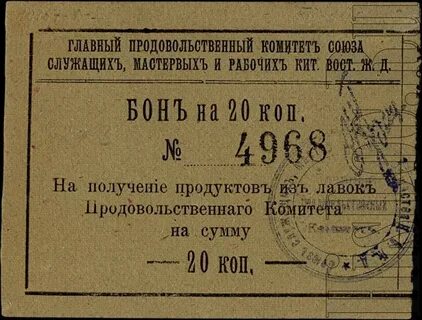 ГЛАВНЫЙ ПРОДОВОЛЬСТВЕННЫЙ КОМИТЕТЪ СОЮЗА
СЛУЖАЩИХЪ, МАСТЕРВЫХЪ И РАБОЧИХЪ КИТ. ВОСТ. Ж. Д.
БОНЪ на 20 коп.
№ 4968
На полученіе продуктовъ изъ лавокъ
Продовольственнаго Комитета
на сумму
— 20 коп. —